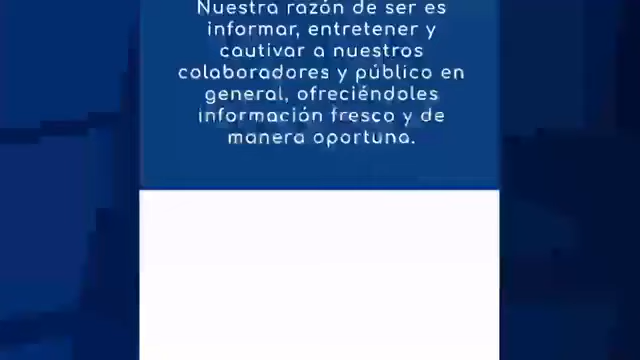 Nuestra razón de ser es
informar, entretener y
cautivar a nuestros
colaboradores y público en
general, ofreciéndoles
información fresca y de
manera oportuna.